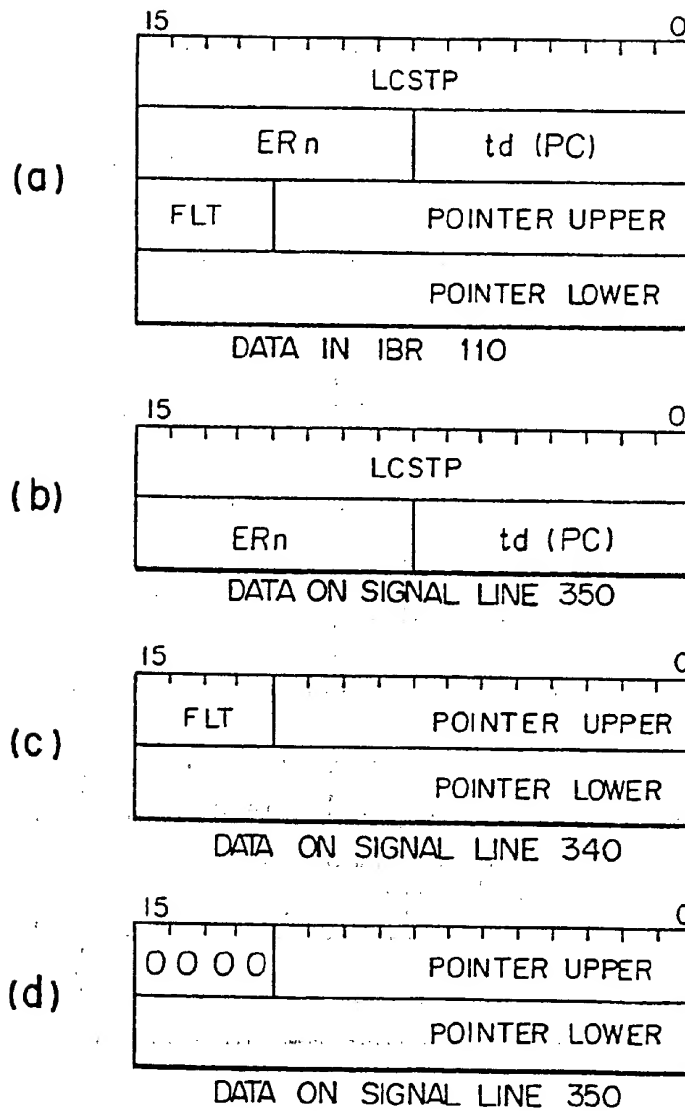 15 0
LCSTP
(a)
ERn td (PC)
FLT POINTER UPPER
POINTER LOWER
DATA IN IBR 110
15 0
(b)
LCSTP
ERn td (PC)
DATA ON SIGNAL LINE 350
15 0
(c)
FLT POINTER UPPER
POINTER LOWER
DATA ON SIGNAL LINE 340
15 0
(d)
0000 POINTER UPPER
POINTER LOWER
DATA ON SIGNAL LINE 350